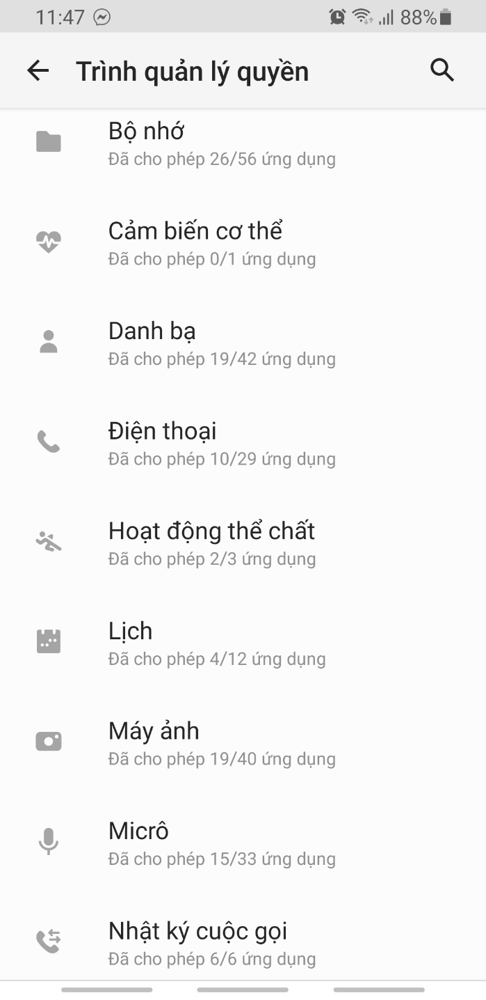 11:47
88%
Trình quản lý quyền
Bộ nhớ
Đã cho phép 26/56 ứng dụng
Cảm biến cơ thể
Đã cho phép 0/1 ứng dụng
Danh bạ
Đã cho phép 19/42 ứng dụng
Điện thoại
Đã cho phép 10/29 ứng dụng
Hoạt động thể chất
Đã cho phép 2/3 ứng dụng
Lịch
Đã cho phép 4/12 ứng dụng
Máy ảnh
Đã cho phép 19/40 ứng dụng
Micrô
Đã cho phép 15/33 ứng dụng
Nhật ký cuộc gọi
Đã cho phép 6/6 ứng dụng